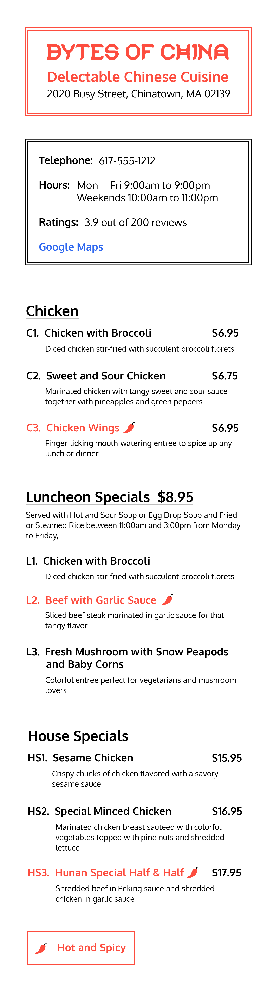 BYTES OF CHINA
Delectable Chinese Cuisine
2020 Busy Street, Chinatown, MA 02139
Telephone: 617-555-1212
Hours: Mon – Fri 9:00am to 9:00pm
Weekends 10:00am to 11:00pm
Ratings: 3.9 out of 200 reviews
Google Maps
Chicken
C1. Chicken with Broccoli $6.95
Diced chicken stir-fried with succulent broccoli florets
C2. Sweet and Sour Chicken $6.75
Marinated chicken with tangy sweet and sour sauce
together with pineapples and green peppers
C3. Chicken Wings $6.95
Finger-licking mouth-watering entree to spice up any
lunch or dinner
Luncheon Specials $8.95
Served with Hot and Sour Soup or Egg Drop Soup and Fried
or Steamed Rice between 11:00am and 3:00pm from Monday
to Friday,
L1. Chicken with Broccoli
Diced chicken stir-fried with succulent broccoli florets
L2. Beef with Garlic Sauce
Sliced beef steak marinated in garlic sauce for that
tangy flavor
L3. Fresh Mushroom with Snow Peapods
and Baby Corns
Colorful entree perfect for vegetarians and mushroom
lovers
House Specials
HS1. Sesame Chicken $15.95
Crispy chunks of chicken flavored with a savory
sesame sauce
HS2. Special Minced Chicken $16.95
Marinated chicken breast sauteed with colorful
vegetables topped with pine nuts and shredded
lettuce
HS3. Hunan Special Half & Half $17.95
Shredded beef in Peking sauce and shredded
chicken in garlic sauce
Hot and Spicy